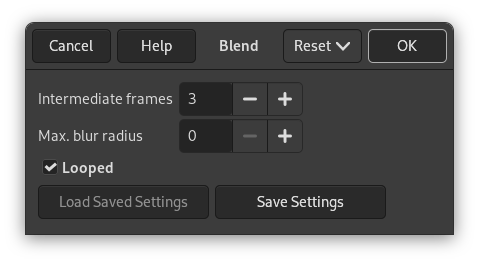 Cancel Help Blend Reset OK
Intermediate frames 3
Max. blur radius 0
Looped
Load Saved Settings Save Settings